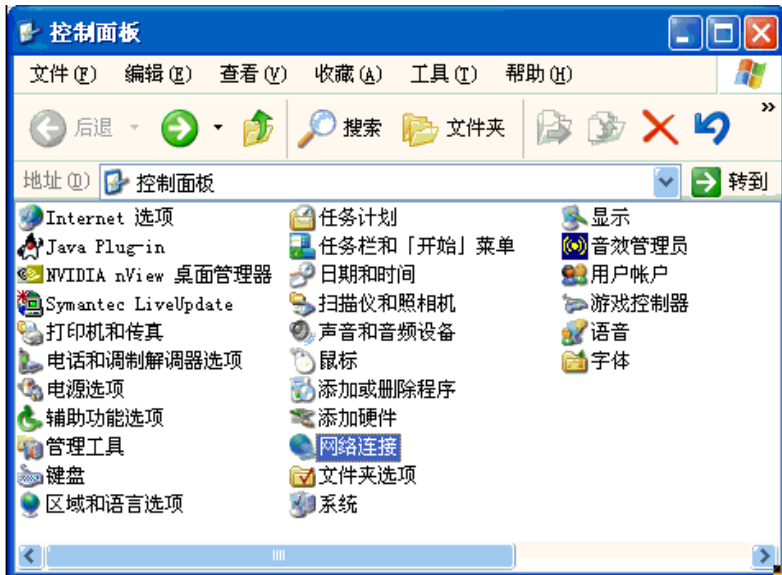 控制面板
文件(F) 编辑(E) 查看(V) 收藏(A) 工具(T) 帮助(H)
后退 搜索 文件夹 »
地址(D) 控制面板 转到
Internet 选项
Java Plug-in
NVIDIA nView 桌面管理器
Symantec LiveUpdate
打印机和传真
电话和调制解调器选项
电源选项
辅助功能选项
管理工具
键盘
区域和语言选项
任务计划
任务栏和「开始」菜单
日期和时间
扫描仪和照相机
声音和音频设备
鼠标
添加或删除程序
添加硬件
网络连接
文件夹选项
系统
显示
音效管理员
用户帐户
游戏控制器
语音
字体